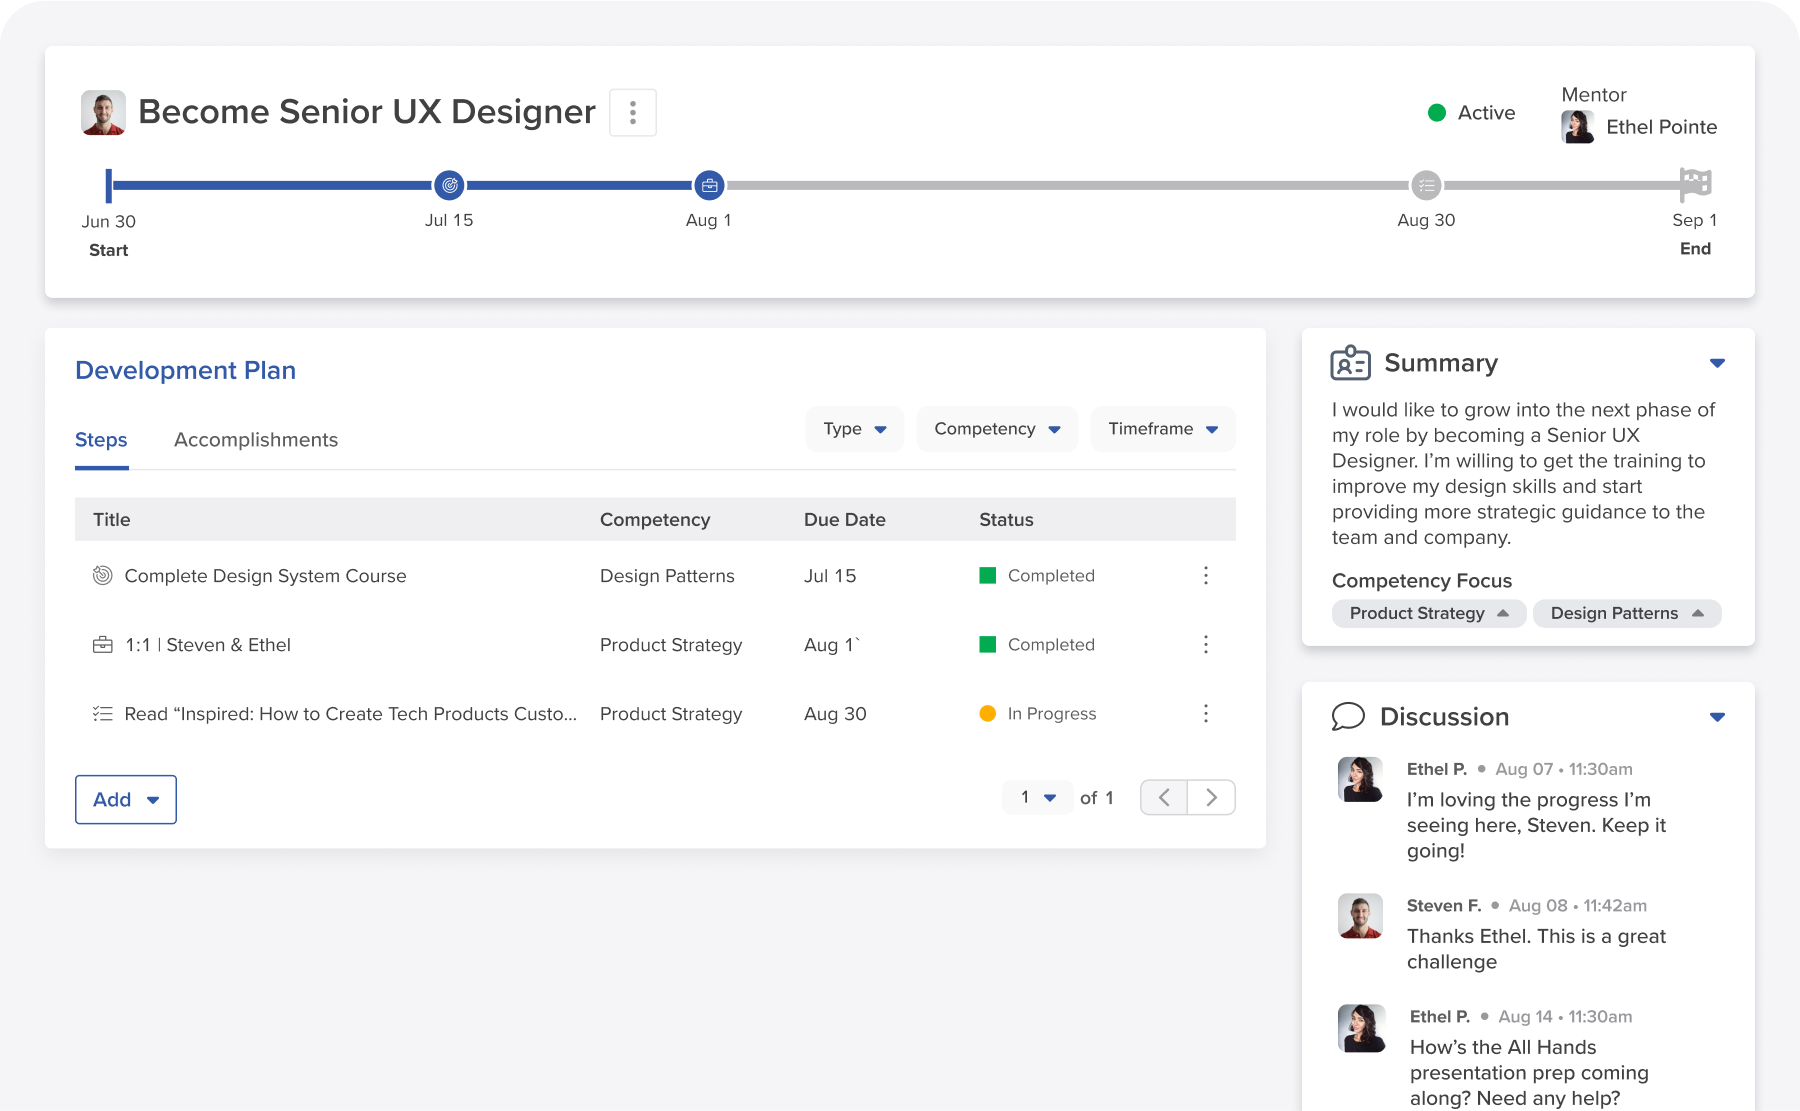 Become Senior UX Designer
Active
Mentor
Ethel Pointe
Jun 30
Start
Jul 15
Aug 1
Aug 30
Sep 1
End
Development Plan
Steps
Accomplishments
Type
Competency
Timeframe
Title
Competency
Due Date
Status
Complete Design System Course
Design Patterns
Jul 15
Completed
1:1 | Steven & Ethel
Product Strategy
Aug 1`
Completed
Read “Inspired: How to Create Tech Products Custo...
Product Strategy
Aug 30
In Progress
Add
1
of 1
Summary
I would like to grow into the next phase of
my role by becoming a Senior UX
Designer. I’m willing to get the training to
improve my design skills and start
providing more strategic guidance to the
team and company.
Competency Focus
Product Strategy
Design Patterns
Discussion
Ethel P. • Aug 07 • 11:30am
I’m loving the progress I’m
seeing here, Steven. Keep it
going!
Steven F. • Aug 08 • 11:42am
Thanks Ethel. This is a great
challenge
Ethel P. • Aug 14 • 11:30am
How’s the All Hands
presentation prep coming
along? Need any help?